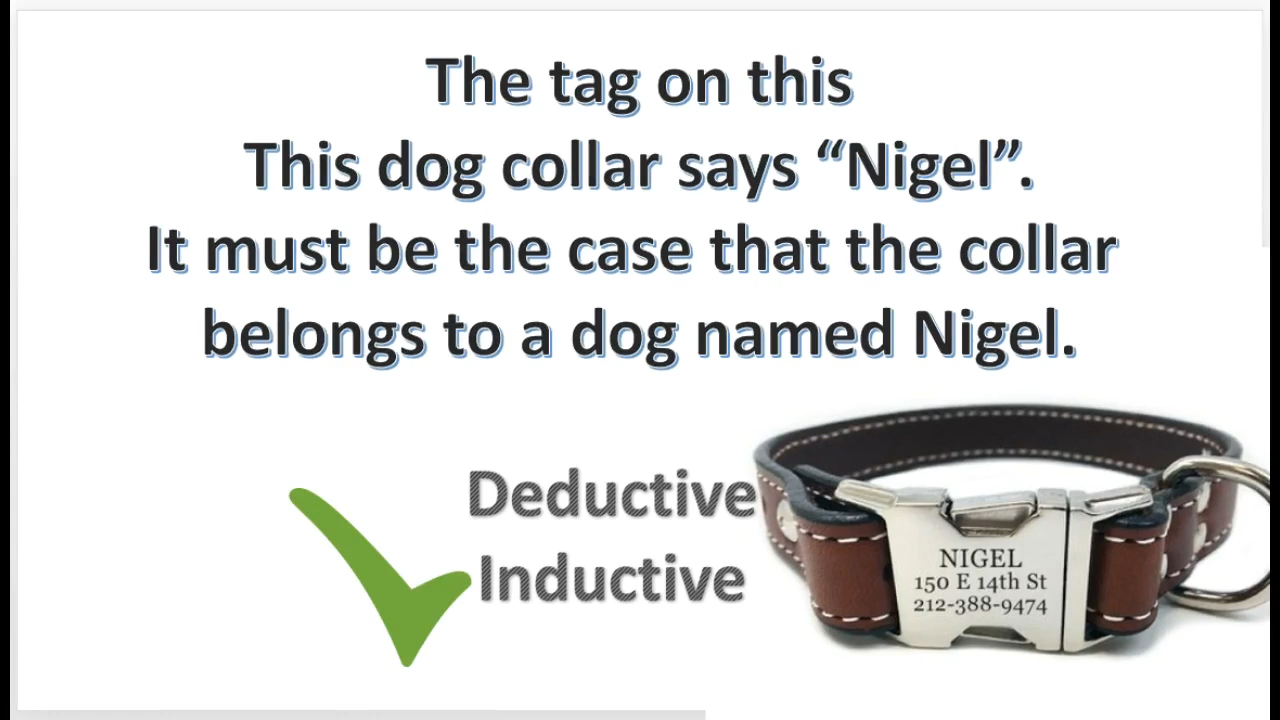 The tag on this
This dog collar says “Nigel”.
It must be the case that the collar
belongs to a dog named Nigel.
Deductive
Inductive
NIGEL
150 E 14th St
212-388-9474